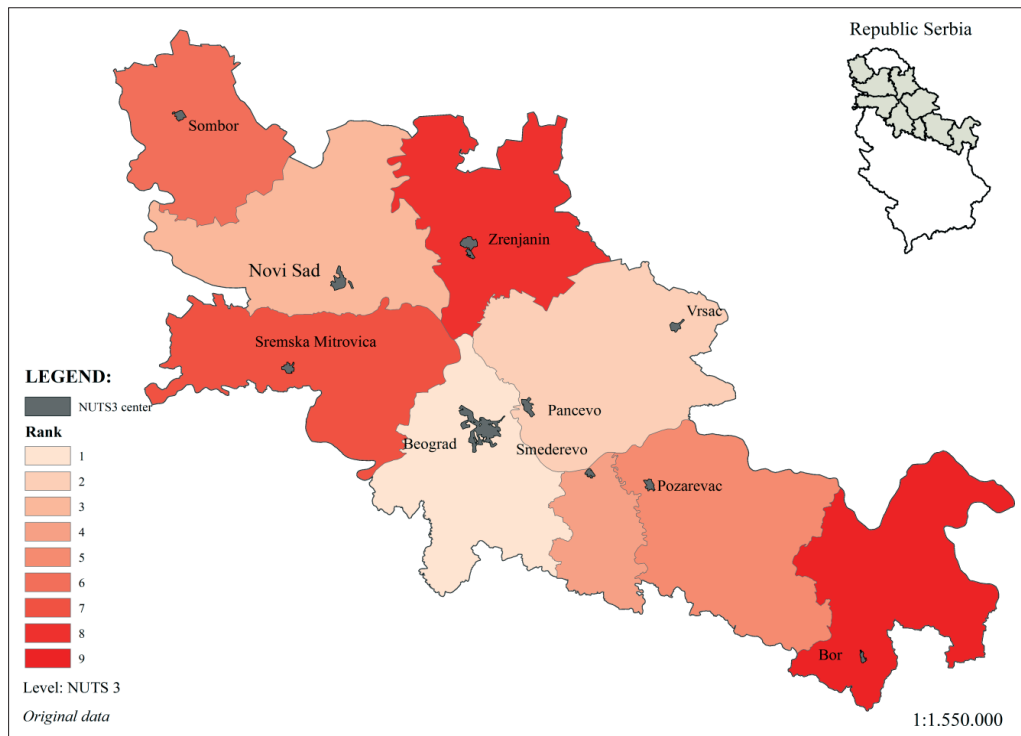 Republic Serbia
Sombor
Zrenjanin
Novi Sad
Vrsac
Sremska Mitrovica
Pancevo
Beograd
Smederevo
Pozarevac
Bor
LEGEND:
NUTS3 center
Rank
1
2
3
4
5
6
7
8
9
Level: NUTS 3
Original data
1:1.550.000